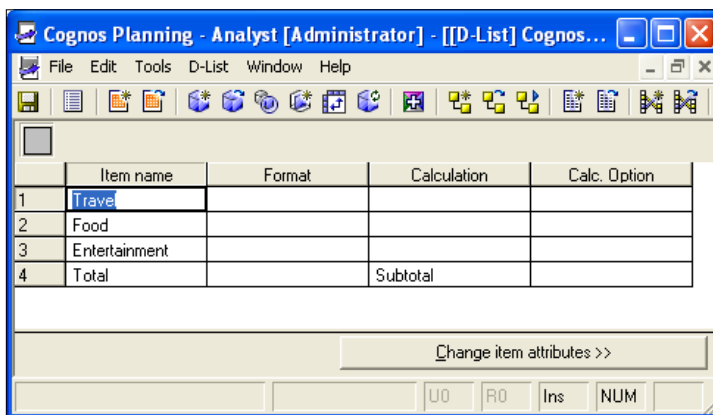 Cognos Planning - Analyst [Administrator] - [[D-List] Cognos...
File Edit Tools D-List Window Help
Item name Format Calculation Calc. Option
1 Travel
2 Food
3 Entertainment
4 Total Subtotal
Change item attributes >>
U0 R0 Ins NUM